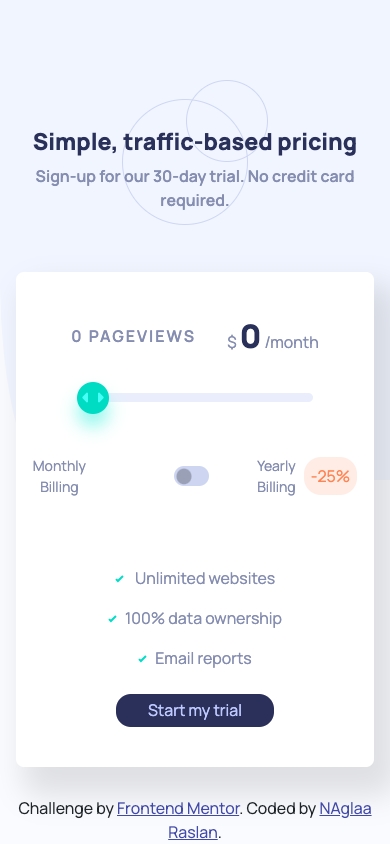 Simple, traffic-based pricing
Sign-up for our 30-day trial. No credit card
required.
0 PAGEVIEWS $ 0 /month
Monthly
Billing
Yearly
Billing
-25%
Unlimited websites
100% data ownership
Email reports
Start my trial
Challenge by Frontend Mentor. Coded by NAglaa
Raslan.